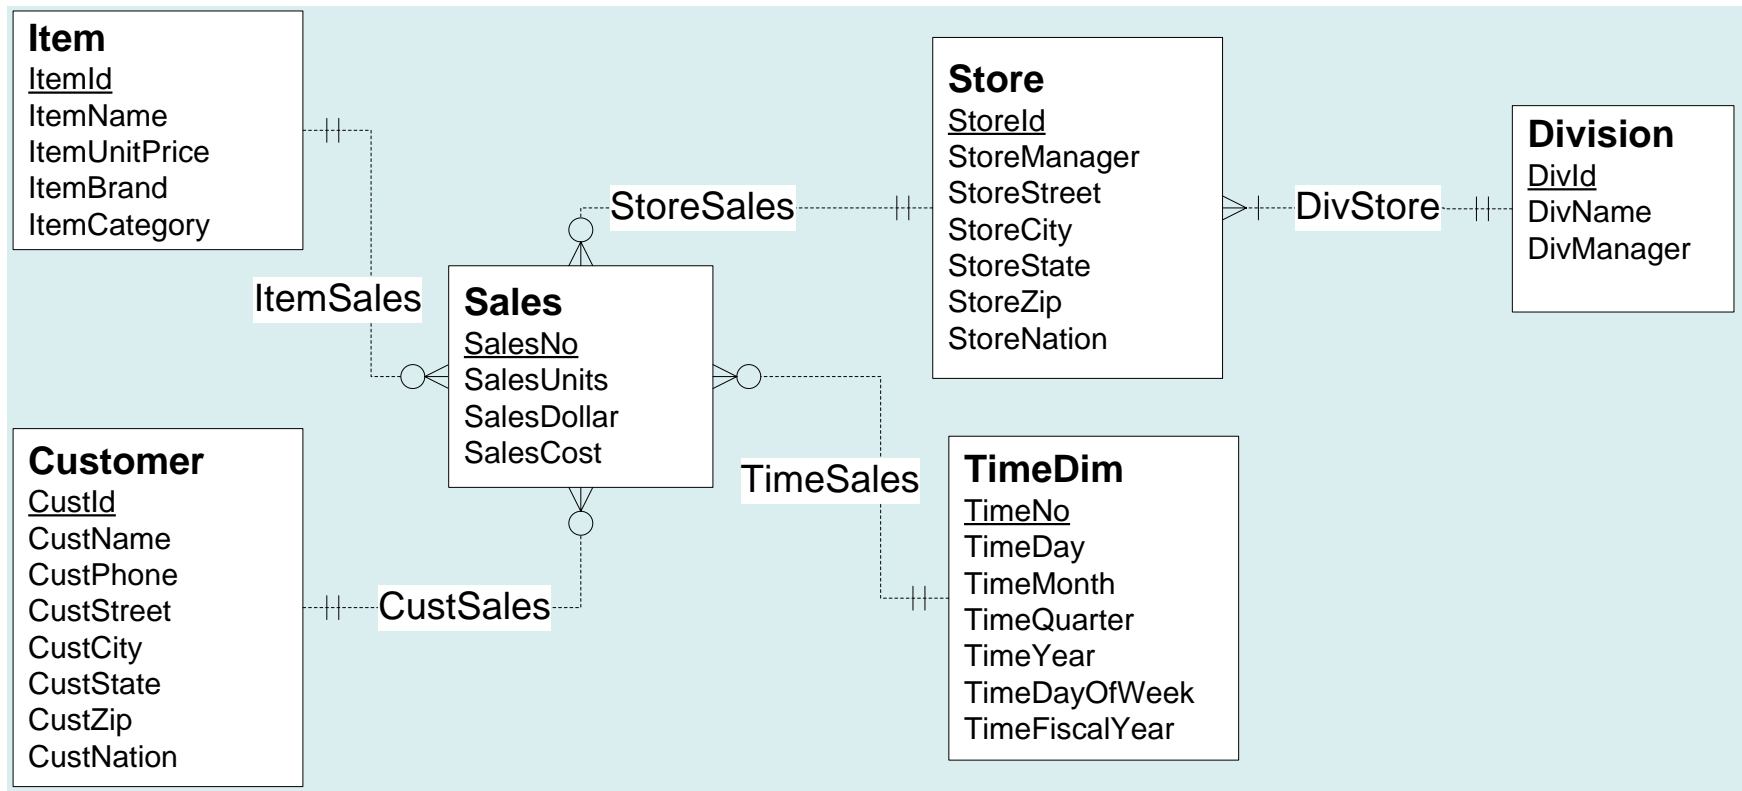 Item
ItemId
ItemName
ItemUnitPrice
ItemBrand
ItemCategory
ItemSales
Customer
CustId
CustName
CustPhone
CustStreet
CustCity
CustState
CustZip
CustNation
CustSales
Sales
SalesNo
SalesUnits
SalesDollar
SalesCost
StoreSales
TimeSales
Store
StoreId
StoreManager
StoreStreet
StoreCity
StoreState
StoreZip
StoreNation
TimeDim
TimeNo
TimeDay
TimeMonth
TimeQuarter
TimeYear
TimeDayOfWeek
TimeFiscalYear
DivStore
Division
DivId
DivName
DivManager